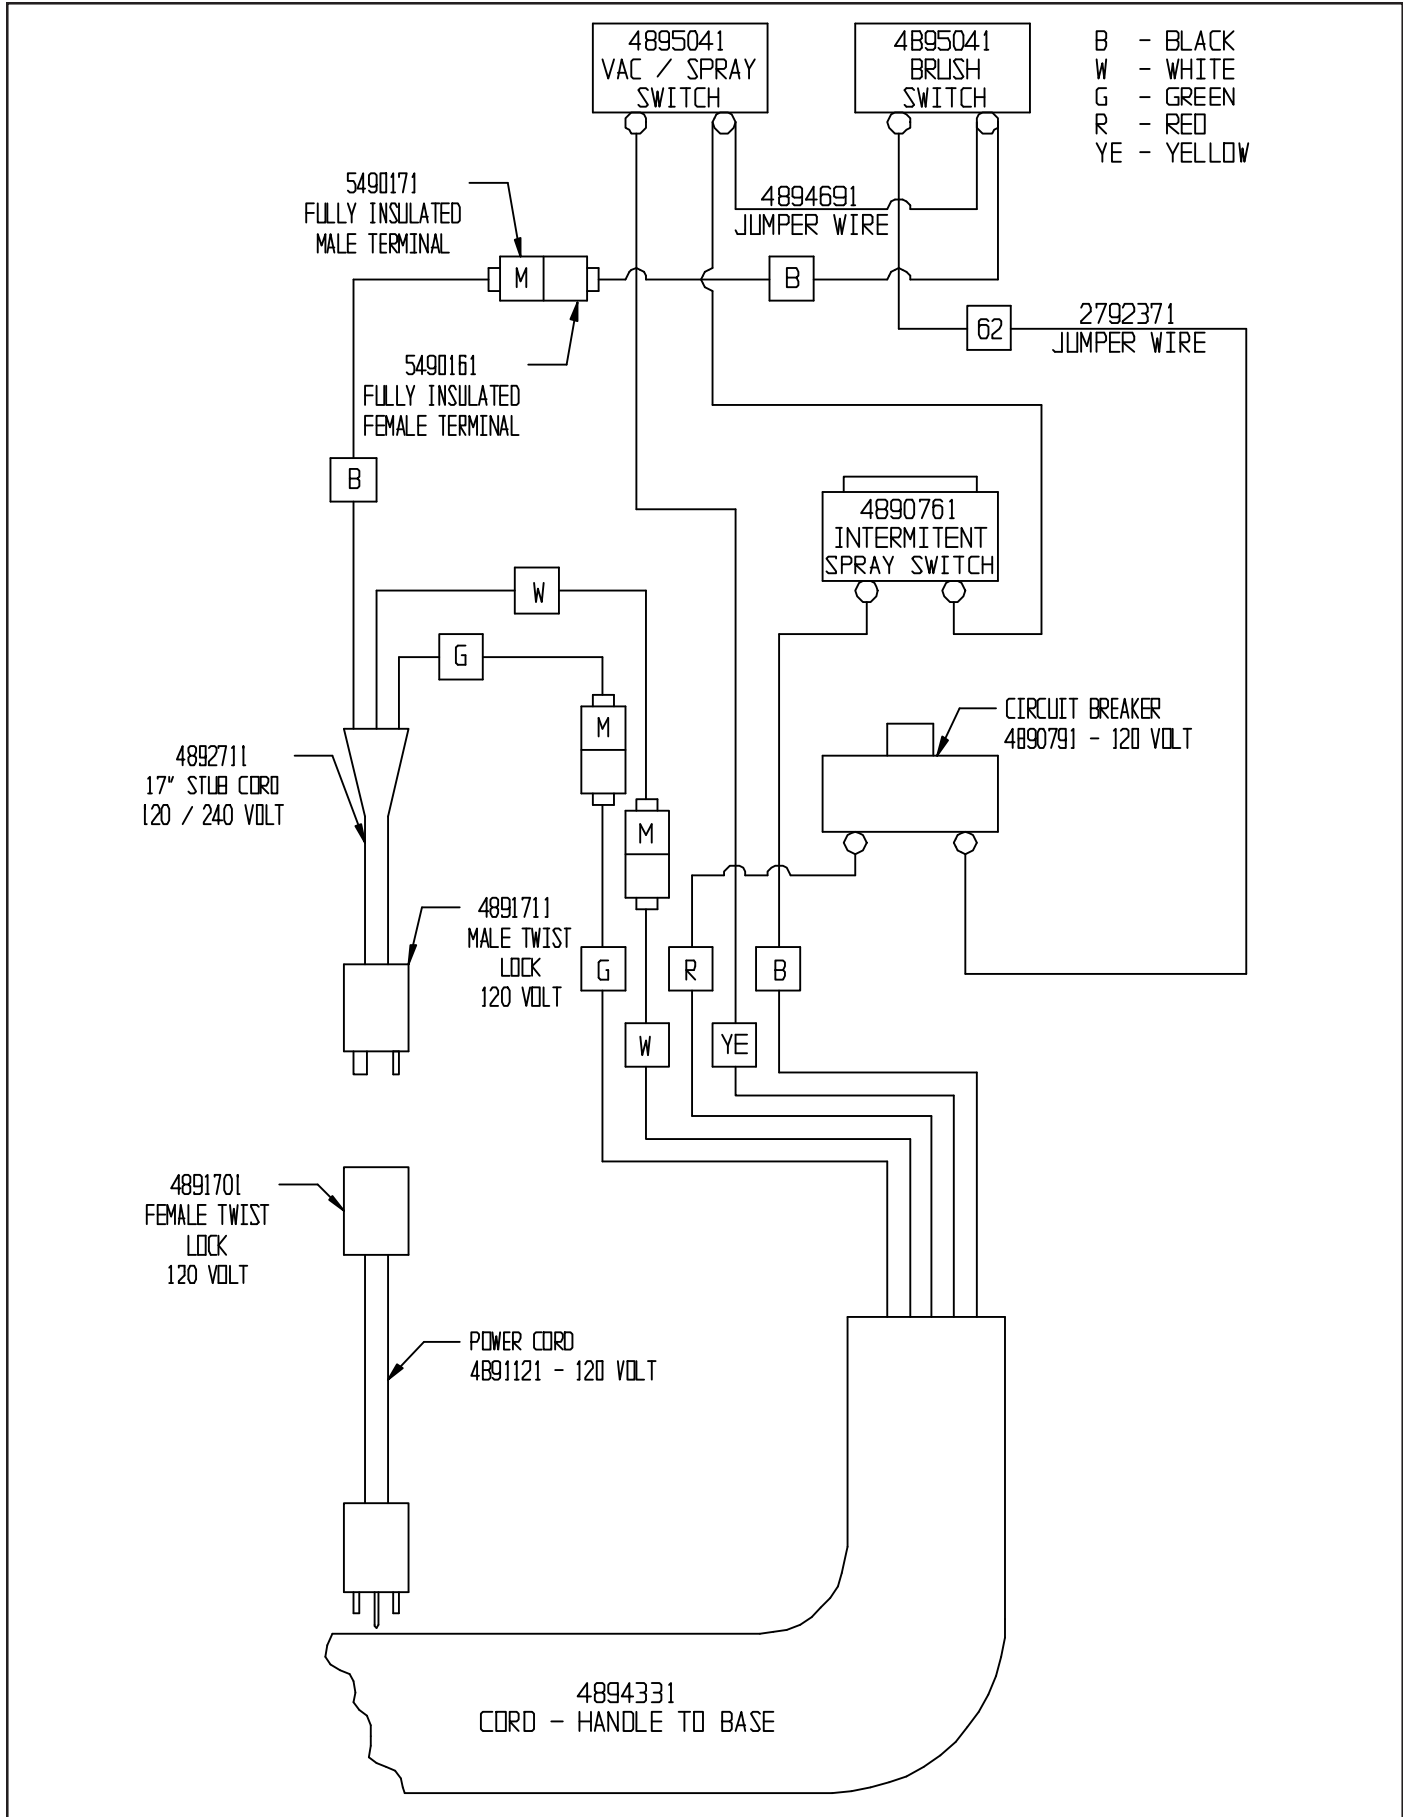 4895041
VAC / SPRAY
SWITCH
4B95041
BRUSH
SWITCH
B - BLACK
W - WHITE
G - GREEN
R - RED
YE - YELLOW
5490171
FULLY INSULATED
MALE TERMINAL
4894691
JUMPER WIRE
M
B
5490161
FULLY INSULATED
FEMALE TERMINAL
62
2792371
JUMPER WIRE
B
4890761
INTERMITENT
SPRAY SWITCH
W
G
M
CIRCUIT BREAKER
4890791 - 120 VOLT
4892711
17" STUB CORD
120 / 240 VOLT
M
4891711
MALE TWIST
LOCK
120 VOLT
G
R
B
W
YE
4891701
FEMALE TWIST
LOCK
120 VOLT
POWER CORD
4891121 - 120 VOLT
4894331
CORD - HANDLE TO BASE